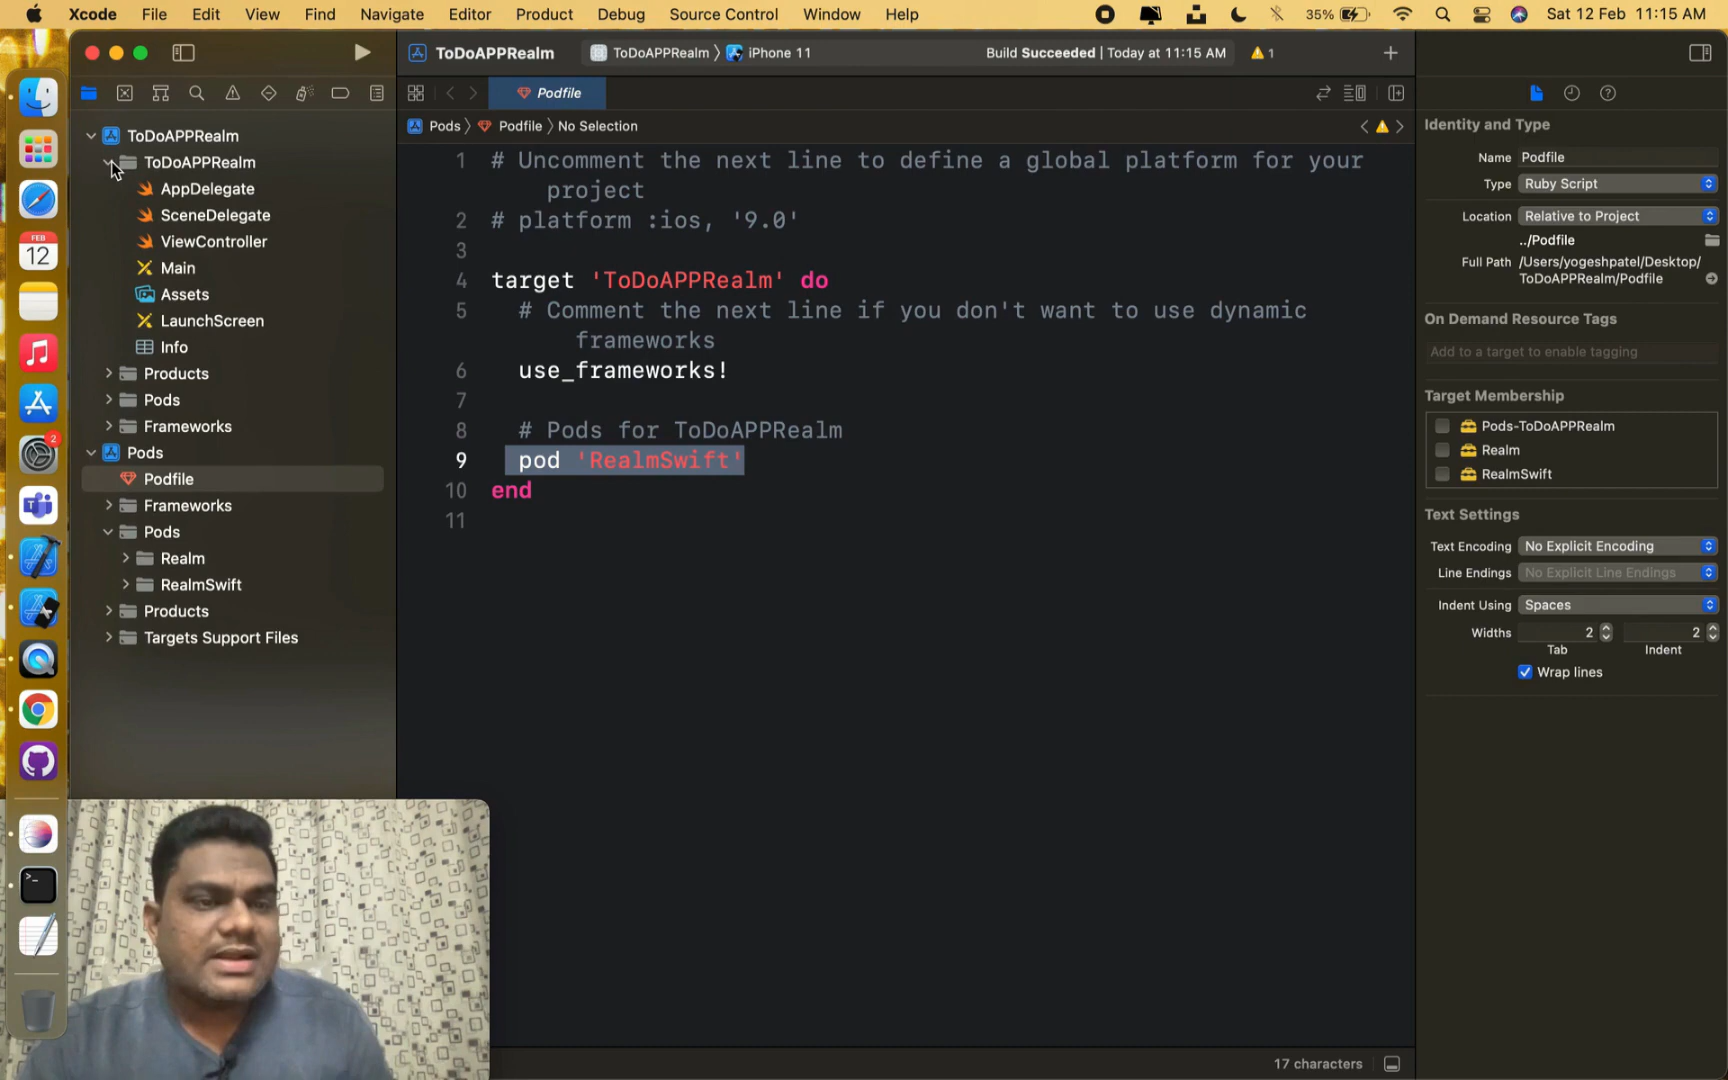 Xcode File Edit View Find Navigate Editor Product Debug Source Control Window Help 35% Sat 12 Feb 11:15 AM
ToDoAPPRealm ToDoAPPRealm 〉 iPhone 11 Build Succeeded | Today at 11:15 AM 1
Podfile
Pods 〉 Podfile 〉 No Selection
FEB
12
2
ToDoAPPRealm
ToDoAPPRealm
AppDelegate
SceneDelegate
ViewController
Main
Assets
LaunchScreen
Info
Products
Pods
Frameworks
Pods
Podfile
Frameworks
Pods
Realm
RealmSwift
Products
Targets Support Files
1 # Uncomment the next line to define a global platform for your
project
2 # platform :ios, '9.0'
3
4 target 'ToDoAPPRealm' do
5 # Comment the next line if you don't want to use dynamic
frameworks
6 use_frameworks!
7
8 # Pods for ToDoAPPRealm
9 pod 'RealmSwift'
10 end
11
17 characters
Identity and Type
Name Podfile
Type Ruby Script
Location Relative to Project
../Podfile
Full Path /Users/yogeshpatel/Desktop/
ToDoAPPRealm/Podfile
On Demand Resource Tags
Add to a target to enable tagging
Target Membership
Pods-ToDoAPPRealm
Realm
RealmSwift
Text Settings
Text Encoding No Explicit Encoding
Line Endings No Explicit Line Endings
Indent Using Spaces
Widths 2 2
Tab Indent
Wrap lines